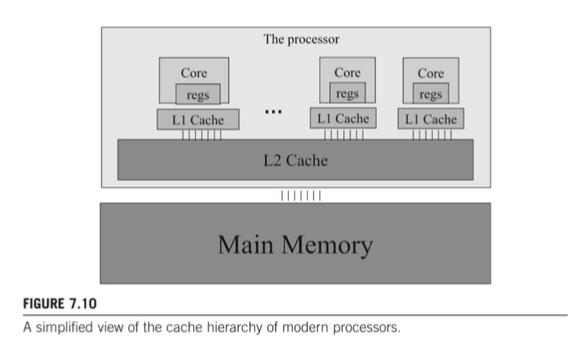 The processor
Core
regs
L1 Cache
...
Core
regs
L1 Cache
Core
regs
L1 Cache
L2 Cache
Main Memory
FIGURE 7.10
A simplified view of the cache hierarchy of modern processors.